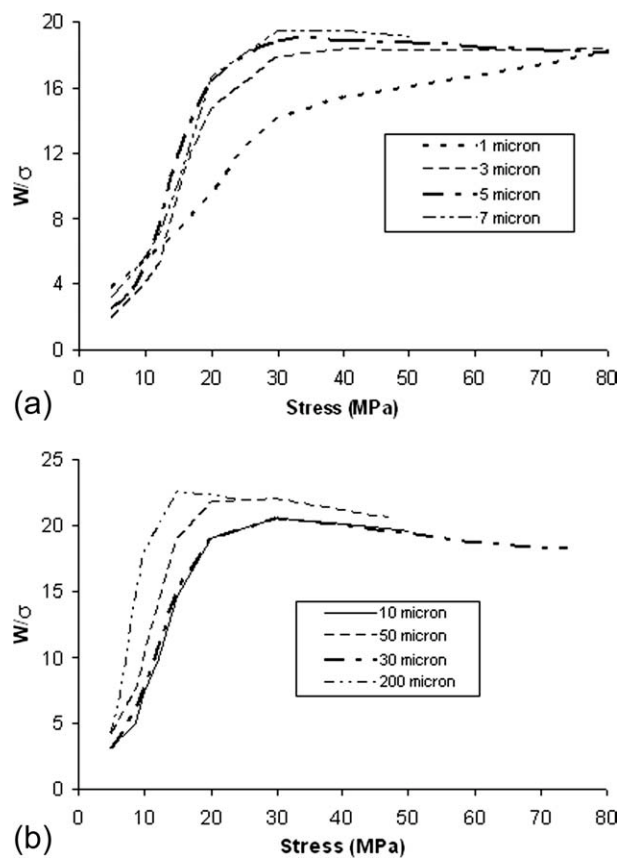 20
16
12
8
4
0
W/σ
1 micron
3 micron
5 micron
7 micron
0 10 20 30 40 50 60 70 80
(a)
Stress (MPa)
25
20
15
10
5
0
W/σ
10 micron
50 micron
30 micron
200 micron
0 10 20 30 40 50 60 70 80
(b)
Stress (MPa)